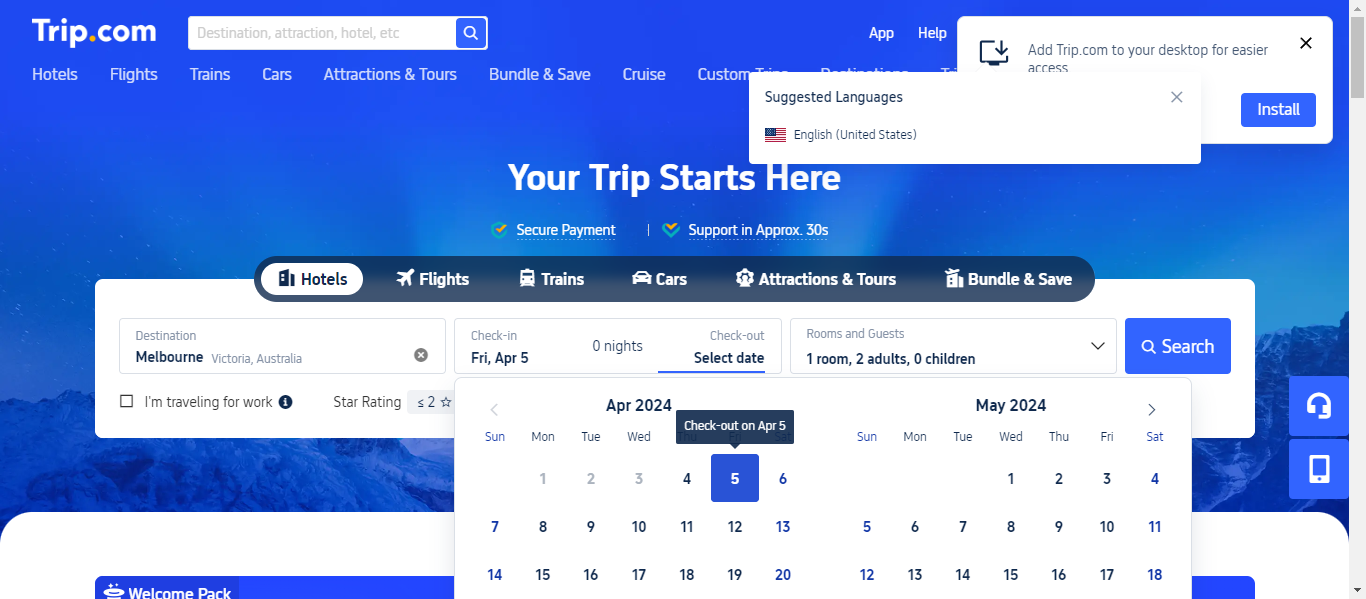 Trip.com
Destination, attraction, hotel, etc
App
Help
Add Trip.com to your desktop for easier
access
Install
Hotels
Flights
Trains
Cars
Attractions & Tours
Bundle & Save
Cruise
Custom Trips
Destinations
Suggested Languages
English (United States)
Your Trip Starts Here
Secure Payment
Support in Approx. 30s
Hotels
Flights
Trains
Cars
Attractions & Tours
Bundle & Save
Destination
Melbourne Victoria, Australia
Check-in
Fri, Apr 5
0 nights
Check-out
Select date
Rooms and Guests
1 room, 2 adults, 0 children
Search
I'm traveling for work
Star Rating
≤ 2
Apr 2024
Check-out on Apr 5
Sun Mon Tue Wed Thu Fri Sat
1 2 3 4 5 6
7 8 9 10 11 12 13
14 15 16 17 18 19 20
May 2024
Sun Mon Tue Wed Thu Fri Sat
1 2 3 4
5 6 7 8 9 10 11
12 13 14 15 16 17 18
Welcome Pack